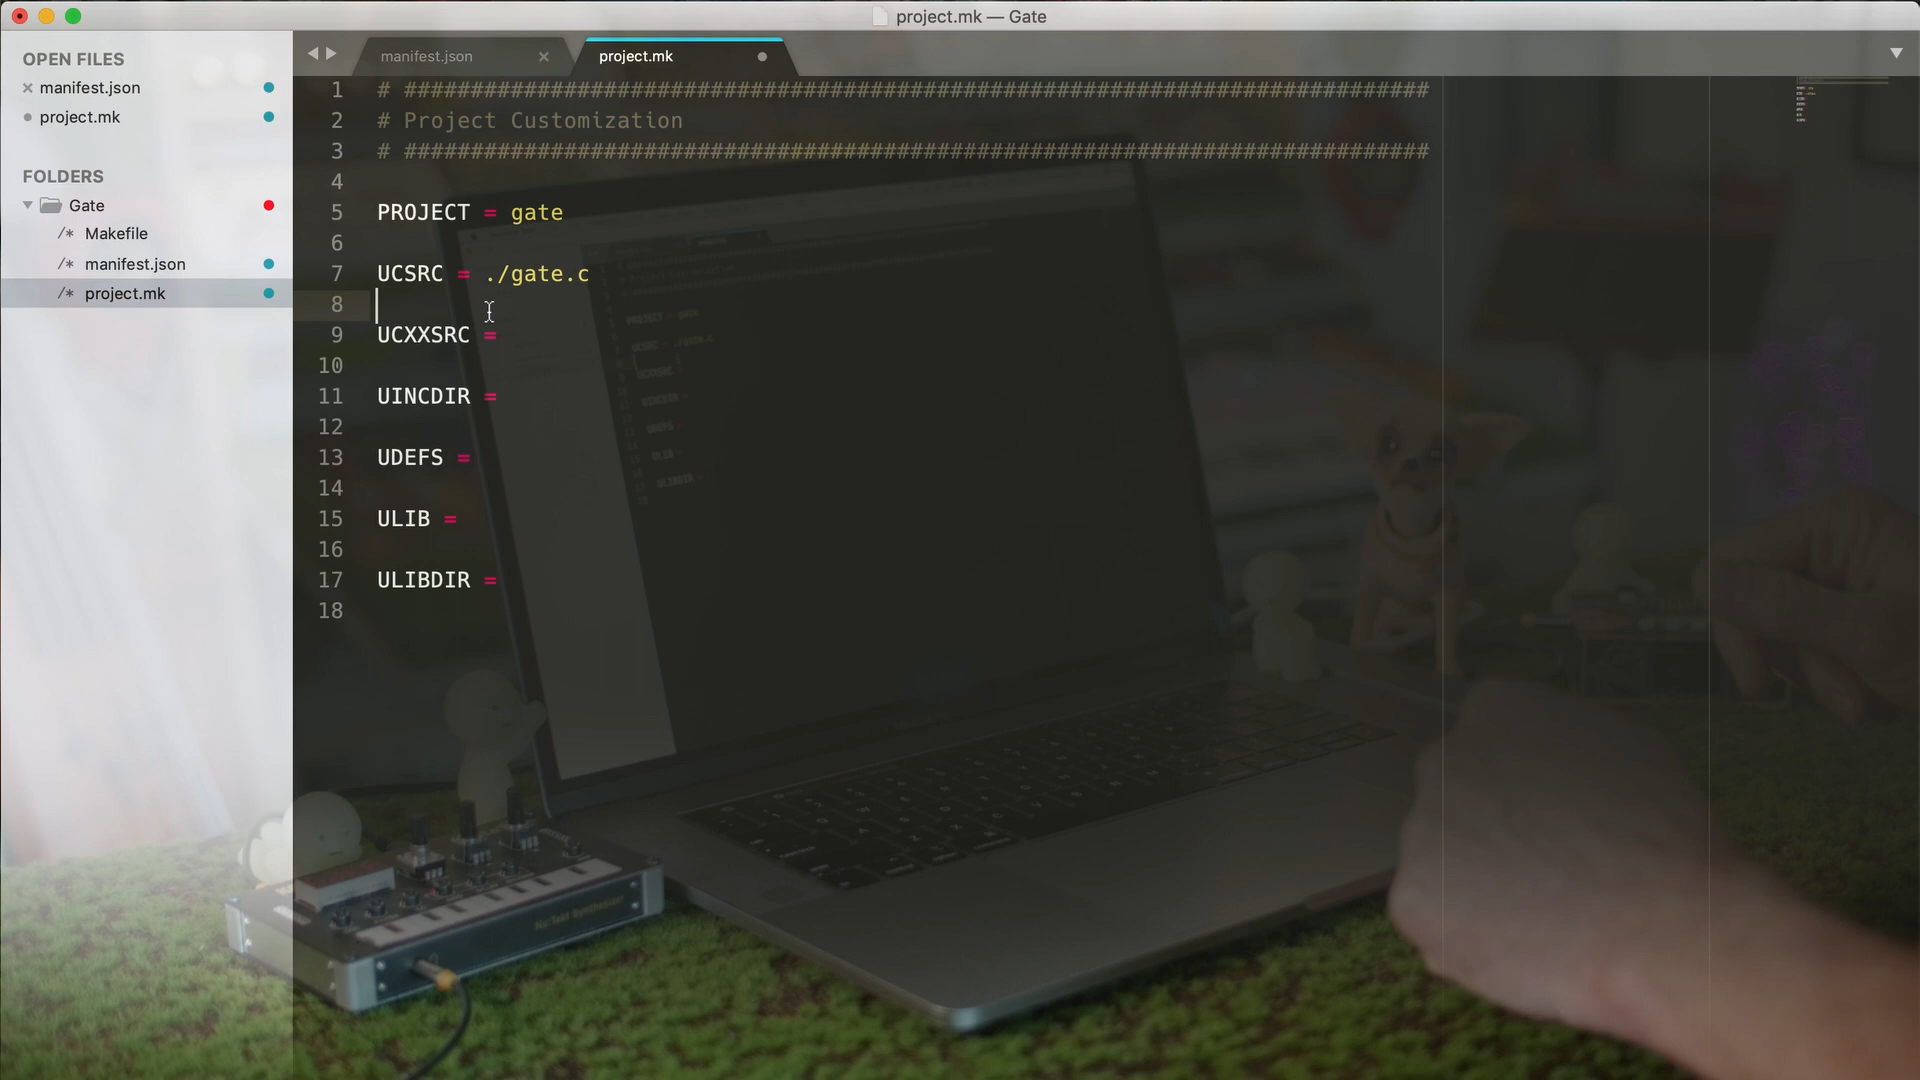 project.mk — Gate
OPEN FILES
manifest.json
project.mk
FOLDERS
Gate
/* Makefile
/* manifest.json
/* project.mk
manifest.json
project.mk
1 # #############################################################################
2 # Project Customization
3 # #############################################################################
4
5 PROJECT = gate
6
7 UCSRC = ./gate.c
8
9 UCXXSRC =
10
11 UINCDIR =
12
13 UDEFS =
14
15 ULIB =
16
17 ULIBDIR =
18